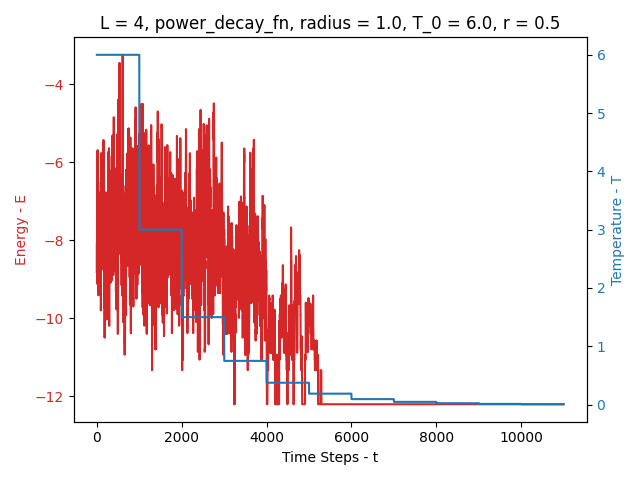 L = 4, power_decay_fn, radius = 1.0, T_0 = 6.0, r = 0.5
−4
−6
−8
−10
−12
Energy - E
6
5
4
3
2
1
0
Temperature - T
0 2000 4000 6000 8000 10000
Time Steps - t